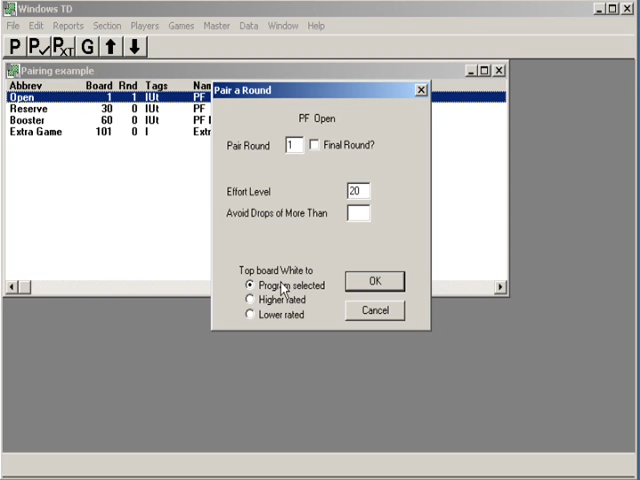 Windows TD
File Edit Reports Section Players Games Master Data Window Help
P P PXT G
Pairing example
Abbrev Board Rnd Tags
Open 1 1 IUt PF
Reserve 30 0 IUt PF
Booster 60 0 IUt
Extra Game 101 0 I
Pair a Round
PF Open
Pair Round 1 Final Round?
Effort Level 20
Avoid Drops of More Than
Top board White to
Program selected
Higher rated
Lower rated
OK
Cancel